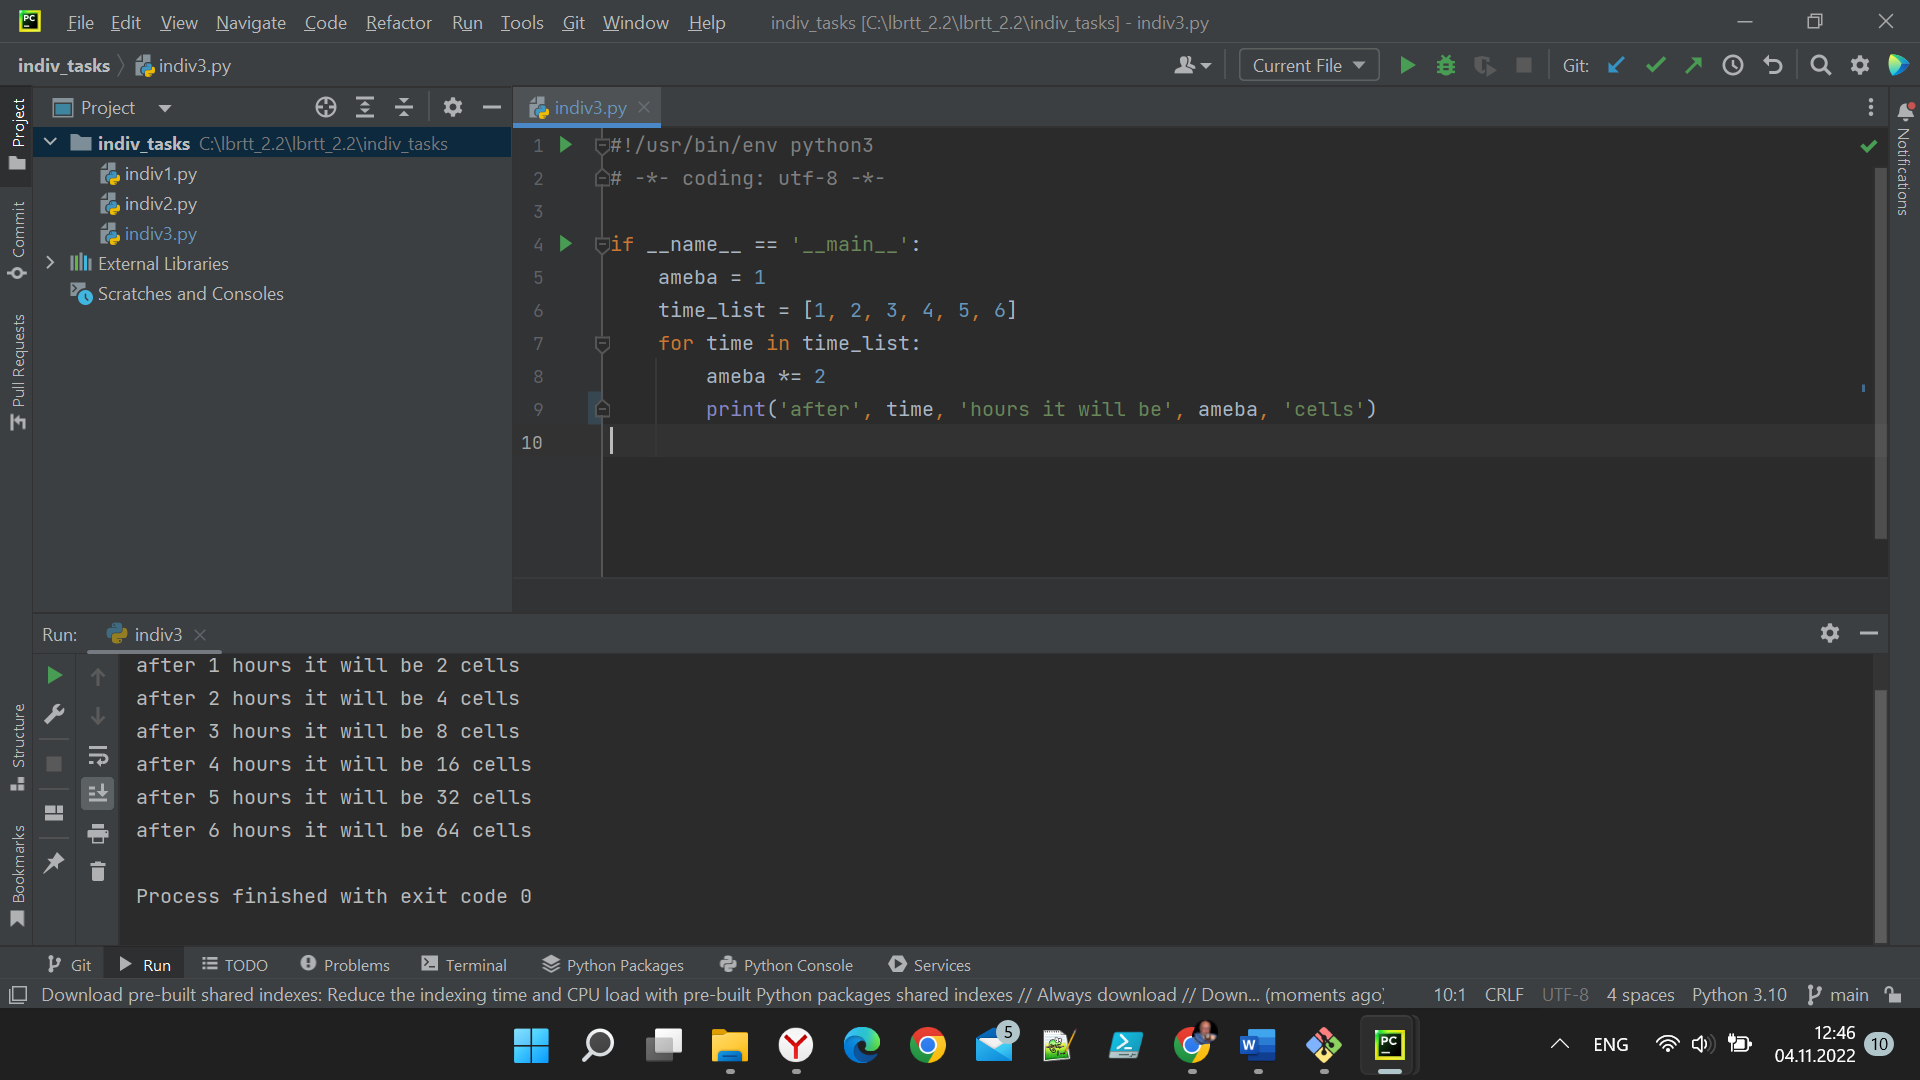 PC File Edit View Navigate Code Refactor Run Tools Git Window Help indiv_tasks [C:\lbrtt_2.2\lbrtt_2.2\indiv_tasks] - indiv3.py
indiv_tasks indiv3.py Current File Git:
Project
indiv3.py
indiv_tasks C:\lbrtt_2.2\lbrtt_2.2\indiv_tasks
indiv1.py
indiv2.py
indiv3.py
External Libraries
Scratches and Consoles
Project
Commit
Pull Requests
Structure
Bookmarks
Notifications
1 #!/usr/bin/env python3
2 # -*- coding: utf-8 -*-
3
4 if __name__ == '__main__':
5 ameba = 1
6 time_list = [1, 2, 3, 4, 5, 6]
7 for time in time_list:
8 ameba *= 2
9 print('after', time, 'hours it will be', ameba, 'cells')
10
Run: indiv3
after 1 hours it will be 2 cells
after 2 hours it will be 4 cells
after 3 hours it will be 8 cells
after 4 hours it will be 16 cells
after 5 hours it will be 32 cells
after 6 hours it will be 64 cells
Process finished with exit code 0
Git Run TODO Problems Terminal Python Packages Python Console Services
Download pre-built shared indexes: Reduce the indexing time and CPU load with pre-built Python packages shared indexes // Always download // Down... (moments ago) 10:1 CRLF UTF-8 4 spaces Python 3.10 main
5
PC
ENG
12:46
04.11.2022
10